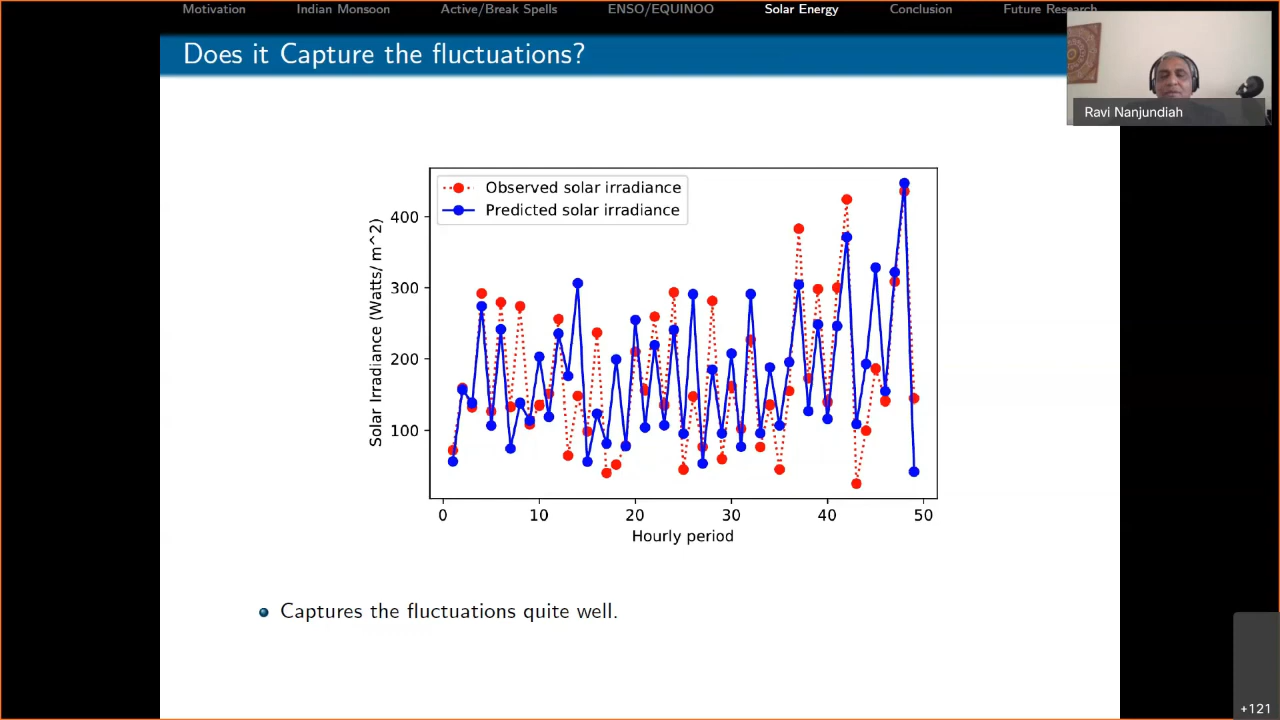 Motivation Indian Monsoon Active/Break Spells ENSO/EQUINOO Solar Energy Conclusion Future Research
Does it Capture the fluctuations?
Ravi Nanjundiah
Observed solar irradiance
Predicted solar irradiance
Solar Irradiance (Watts/ m^2)
400
300
200
100
0 10 20 30 40 50
Hourly period
Captures the fluctuations quite well.
+121